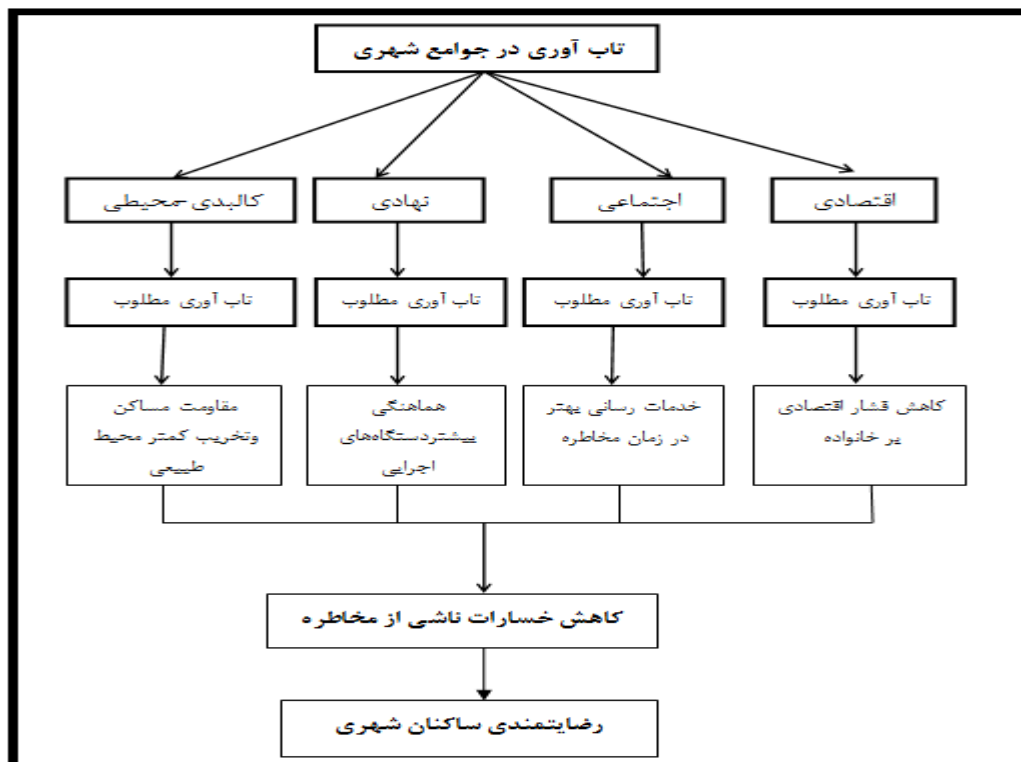 تاب آوری در جوامع شهری
اقتصادی
اجتماعی
نهادی
کالبدی-محیطی
تاب آوری مطلوب
تاب آوری مطلوب
تاب آوری مطلوب
تاب آوری مطلوب
کاهش فشار اقتصادی
بر خانواده
خدمات رسانی بهتر
در زمان مخاطره
هماهنگی
بیشتردستگاه‌های
اجرایی
مقاومت مساکن
وتخریب کمتر محیط
طبیعی
کاهش خسارات ناشی از مخاطره
رضایتمندی ساکنان شهری